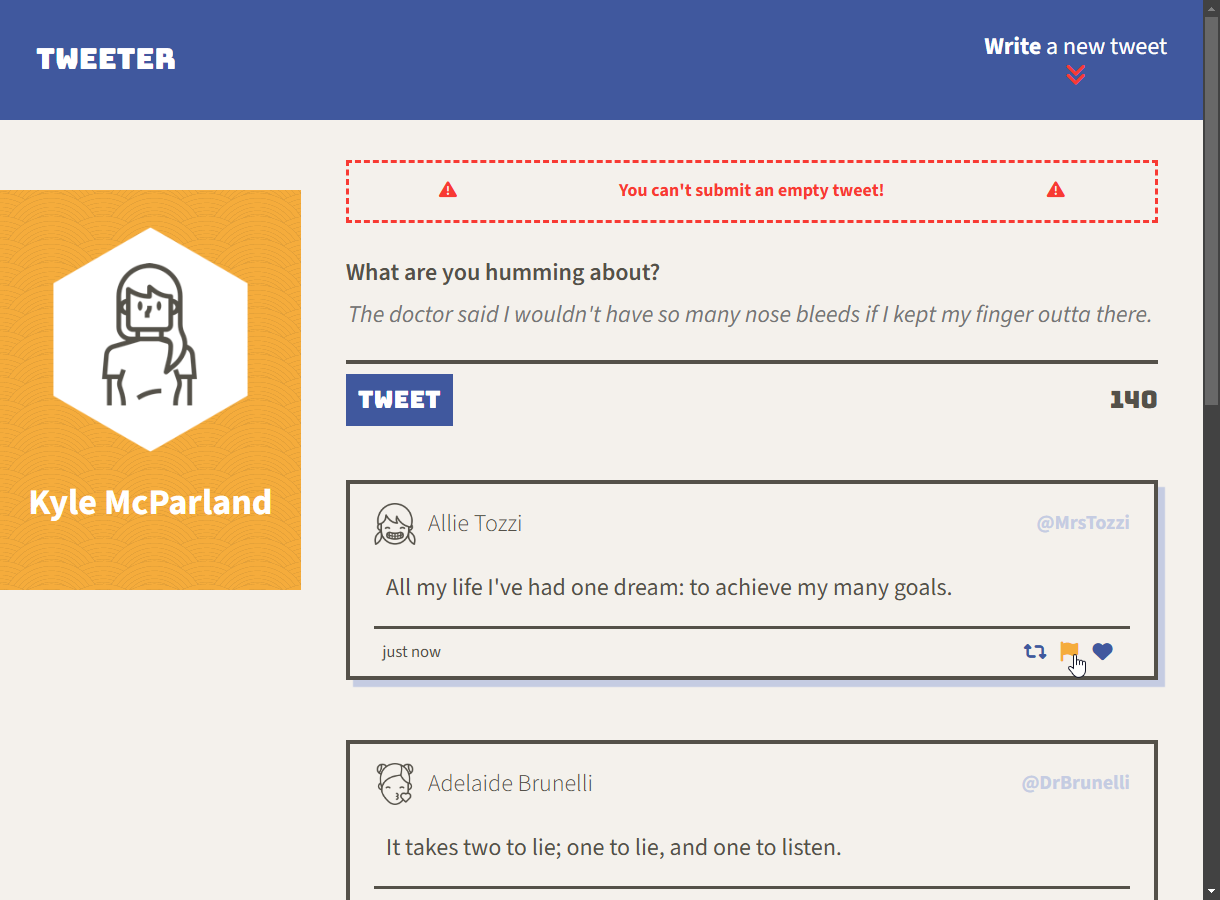 TWEETER
Write a new tweet
You can't submit an empty tweet!
Kyle McParland
What are you humming about?
The doctor said I wouldn't have so many nose bleeds if I kept my finger outta there.
TWEET
140
Allie Tozzi
@MrsTozzi
All my life I've had one dream: to achieve my many goals.
just now
Adelaide Brunelli
@DrBrunelli
It takes two to lie; one to lie, and one to listen.